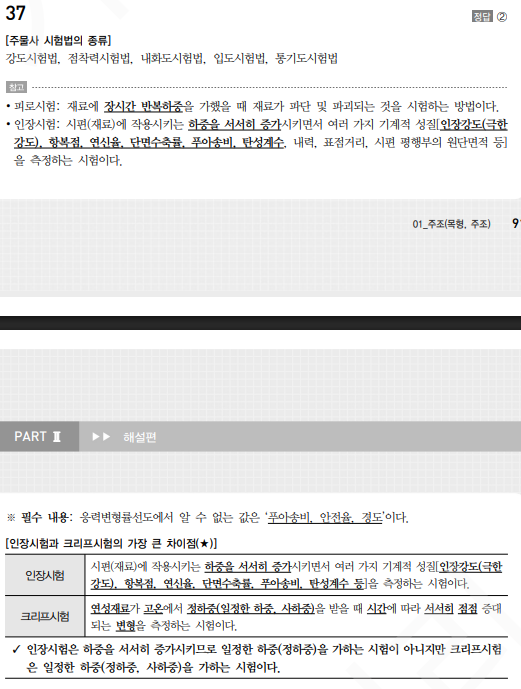 37
정답 ②
[주물사 시험법의 종류]
강도시험법, 점착력시험법, 내화도시험법, 입도시험법, 통기도시험법
참고
• 피로시험: 재료에 장시간 반복하중을 가했을 때 재료가 파단 및 파괴되는 것을 시험하는 방법이다.
• 인장시험: 시편(재료)에 작용시키는 하중을 서서히 증가시키면서 여러 가지 기계적 성질[인장강도(극한
강도), 항복점, 연신율, 단면수축률, 푸아송비, 탄성계수, 내력, 표점거리, 시편 평행부의 원단면적 등]
을 측정하는 시험이다.
01_주조(목형, 주조) 91
PART Ⅱ ▶▶ 해설편
※ 필수 내용: 응력변형률선도에서 알 수 없는 값은 ‘푸아송비, 안전율, 경도’이다.
[인장시험과 크리프시험의 가장 큰 차이점(★)]
인장시험
시편(재료)에 작용시키는 하중을 서서히 증가시키면서 여러 가지 기계적 성질[인장강도(극한
강도), 항복점, 연신율, 단면수축률, 푸아송비, 탄성계수 등]을 측정하는 시험이다.
크리프시험
연성재료가 고온에서 정하중(일정한 하중, 사하중)을 받을 때 시간에 따라 서서히 점점 증대
되는 변형을 측정하는 시험이다.
✓ 인장시험은 하중을 서서히 증가시키므로 일정한 하중(정하중)을 가하는 시험이 아니지만 크리프시험
은 일정한 하중(정하중, 사하중)을 가하는 시험이다.